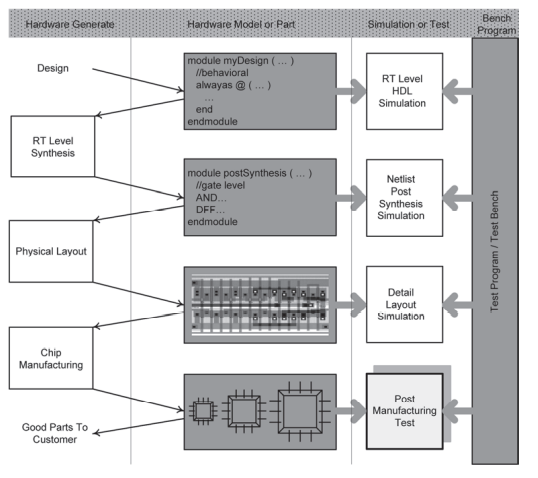 Hardware Generate
Hardware Model or Part
Simulation or Test
Bench
Program
Design
module myDesign ( … )
//behavioral
alwayas @ ( … )
…
end
endmodule
RT Level
HDL
Simulation
RT Level
Synthesis
module postSynthesis ( … )
//gate level
AND…
DFF…
endmodule
Netlist
Post
Synthesis
Simulation
Physical Layout
Detail
Layout
Simulation
Chip
Manufacturing
Post
Manufacturing
Test
Good Parts To
Customer
Test Program / Test Bench